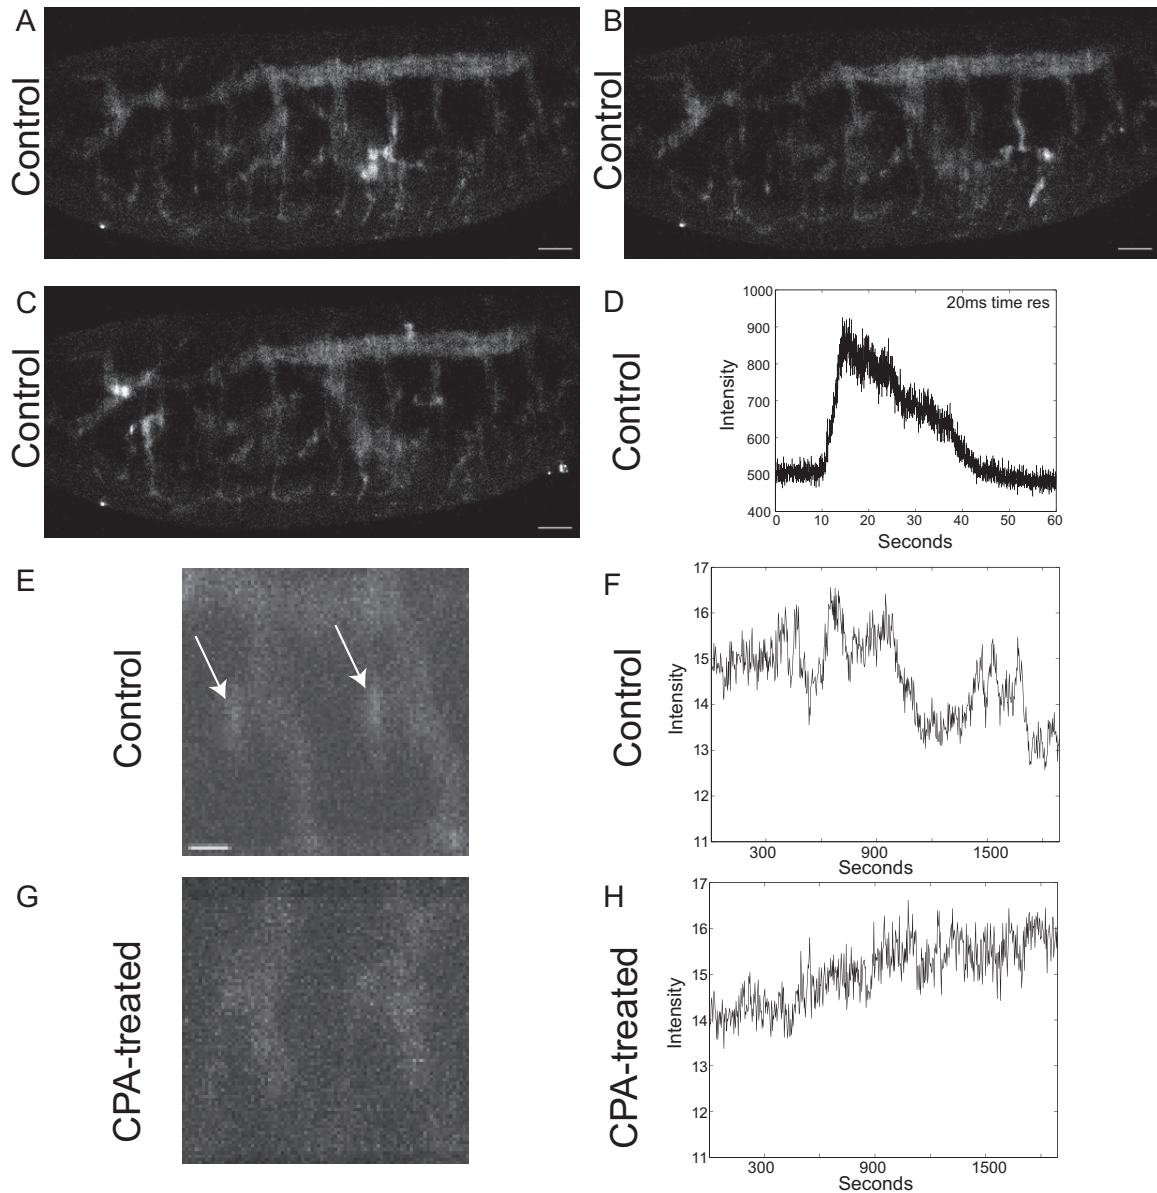 A
Control
B
Control
C
Control
D
Control
20ms time res
Intensity
1000
900
800
700
600
500
400
0 10 20 30 40 50 60
Seconds
E
Control
F
Control
Intensity
17
16
15
14
13
12
11
300 900 1500
Seconds
G
CPA-treated
H
CPA-treated
Intensity
17
16
15
14
13
12
11
300 900 1500
Seconds